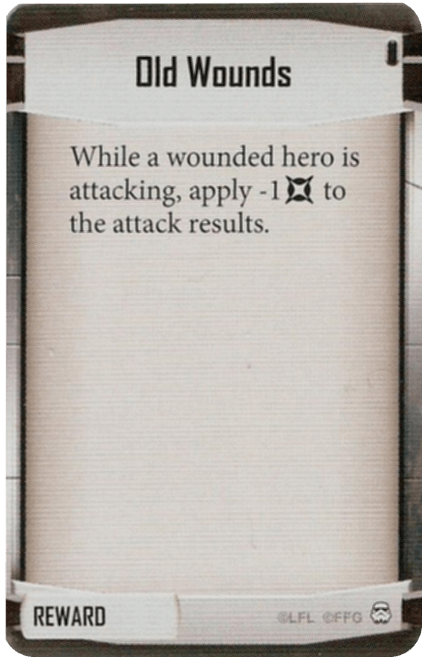 Old Wounds
While a wounded hero is
attacking, apply -1 to
the attack results.
REWARD
©LFL ©FFG